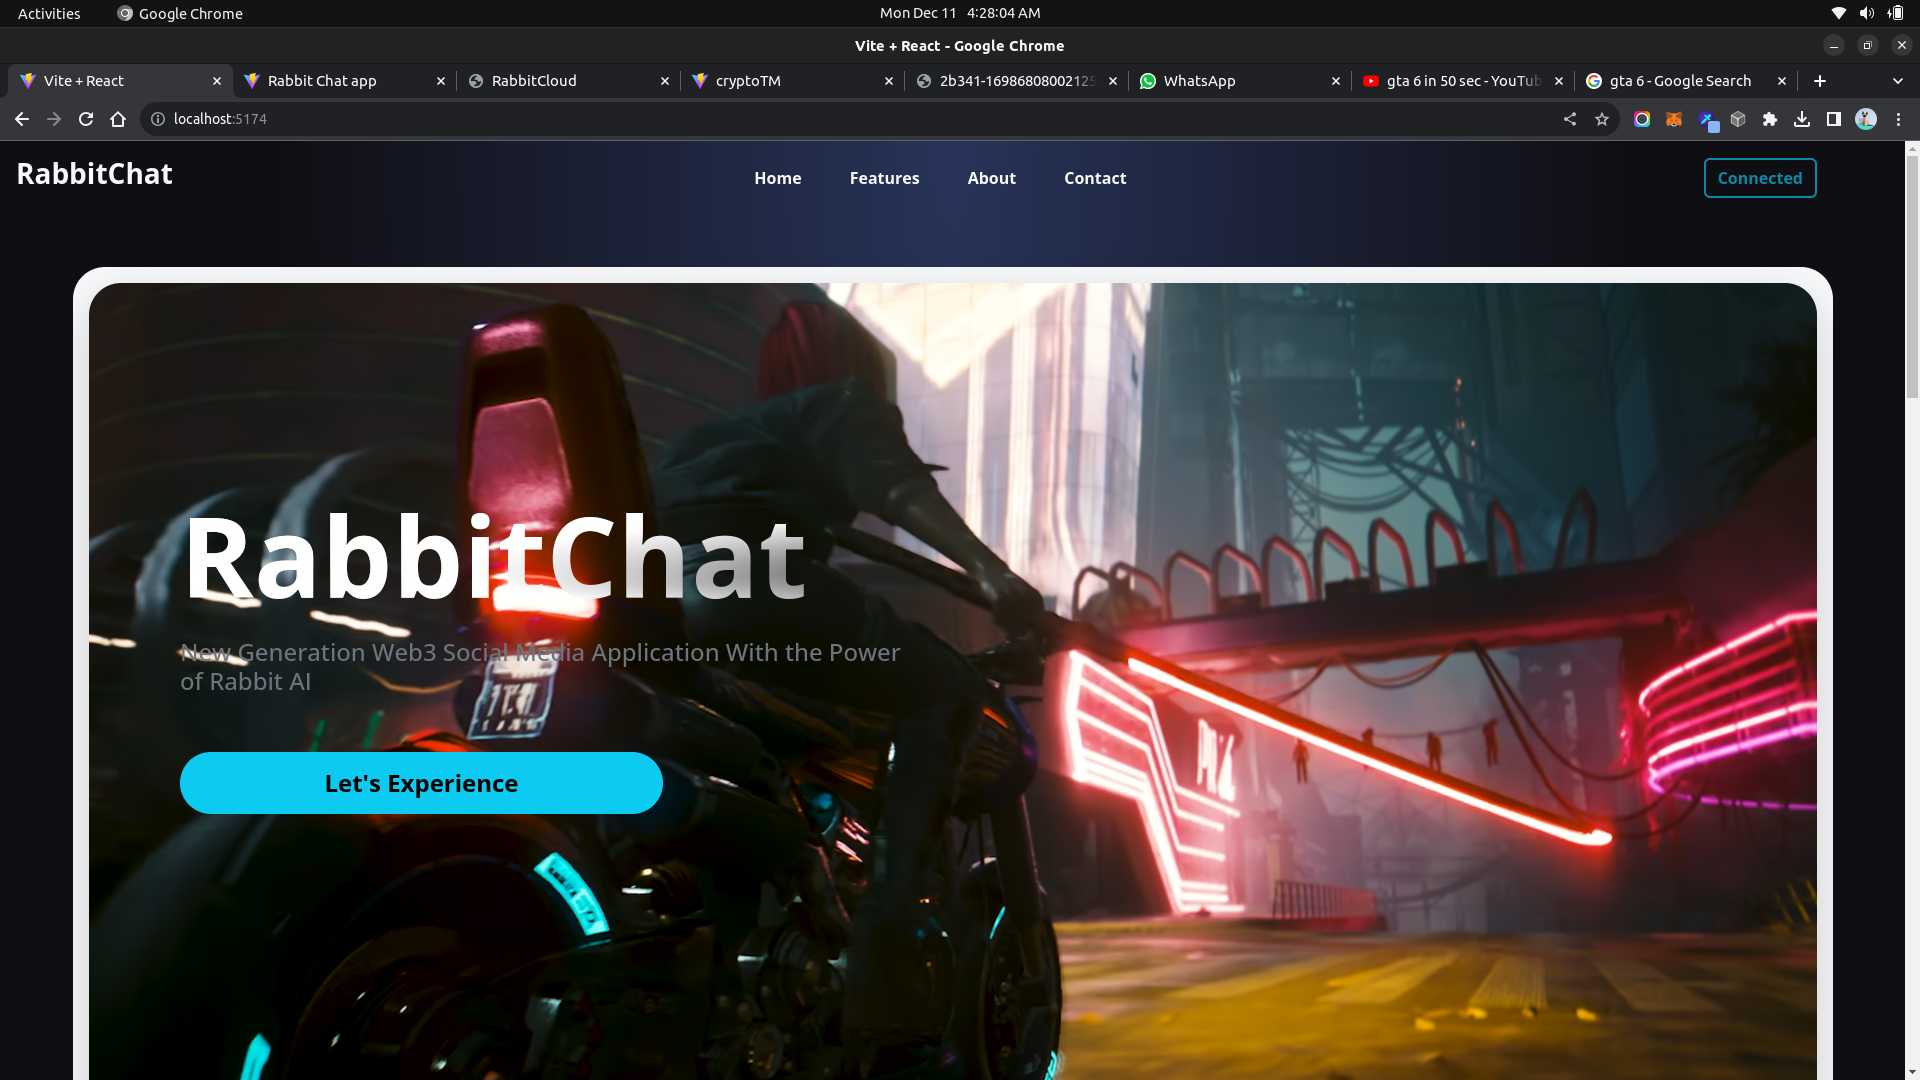 Activities
Google Chrome
Mon Dec 11 4:28:04 AM
Vite + React - Google Chrome
Vite + React
Rabbit Chat app
RabbitCloud
cryptoTM
2b341-16986808002125
WhatsApp
gta 6 in 50 sec - YouTub
gta 6 - Google Search
localhost:5174
RabbitChat
Home
Features
About
Contact
Connected
RabbitChat
New Generation Web3 Social Media Application With the Power
of Rabbit AI
Let's Experience